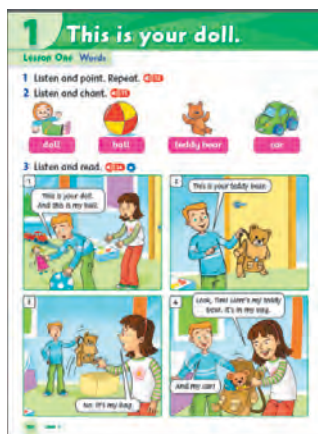 1 This is your doll.
Lesson One Words
1 Listen and point. Repeat.
2 Listen and chant.
doll ball teddy bear car
3 Listen and read.
1
This is your doll.
And this is my ball.
2
This is your teddy bear.
3
No. It's my bag.
4
Look, Tim! Here's my teddy
bear. It's in my bag.
And my car!